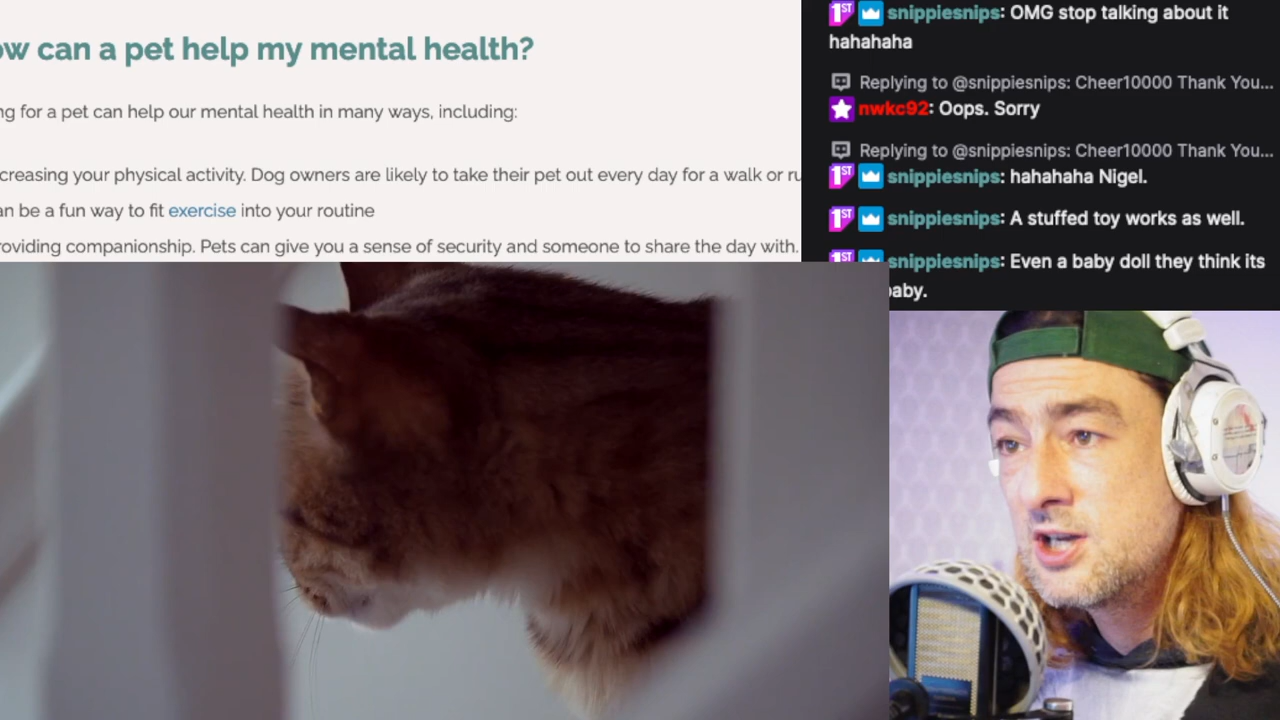 ow can a pet help my mental health?
ng for a pet can help our mental health in many ways, including:
creasing your physical activity. Dog owners are likely to take their pet out every day for a walk or ru
an be a fun way to fit exercise into your routine
roviding companionship. Pets can give you a sense of security and someone to share the day with.
1ST snippiesnips: OMG stop talking about it
hahahaha
Replying to @snippiesnips: Cheer10000 Thank You...
nwkc92: Oops. Sorry
Replying to @snippiesnips: Cheer10000 Thank You...
1ST snippiesnips: hahahaha Nigel.
1ST snippiesnips: A stuffed toy works as well.
1ST snippiesnips: Even a baby doll they think its
baby.